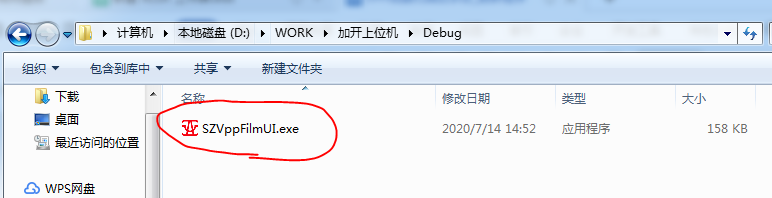 计算机 本地磁盘 (D:) WORK 加开上位机 Debug
组织 包含到库中 共享 新建文件夹
名称 修改日期 类型 大小
下载
桌面
最近访问的位置
WPS网盘
SZVppFilmUI.exe 2020/7/14 14:52 应用程序 158 KB